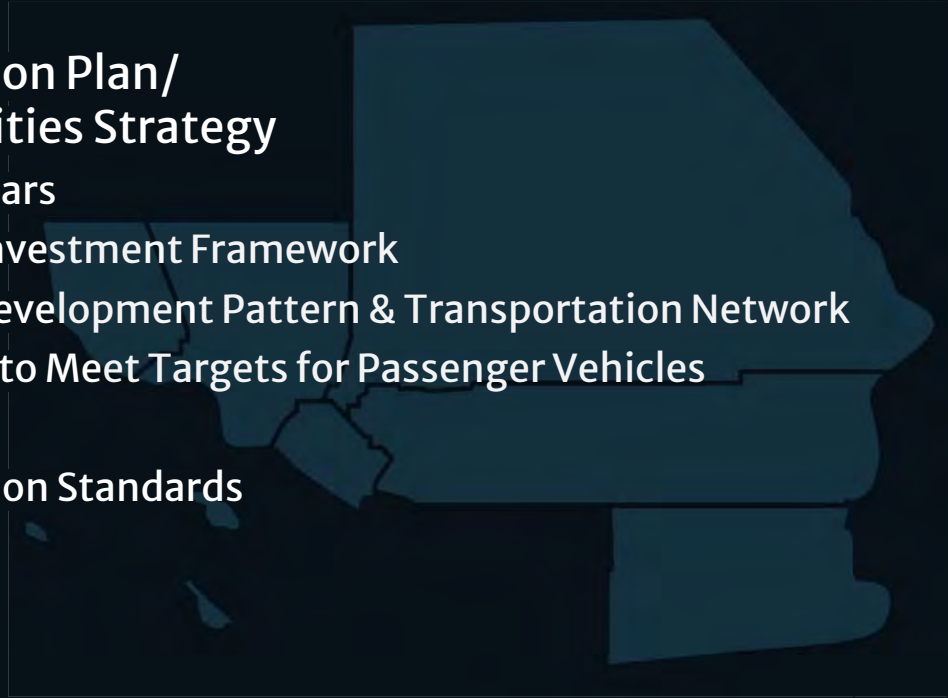 on Plan/
ities Strategy
ars
nvestment Framework
evelopment Pattern & Transportation Network
to Meet Targets for Passenger Vehicles
on Standards